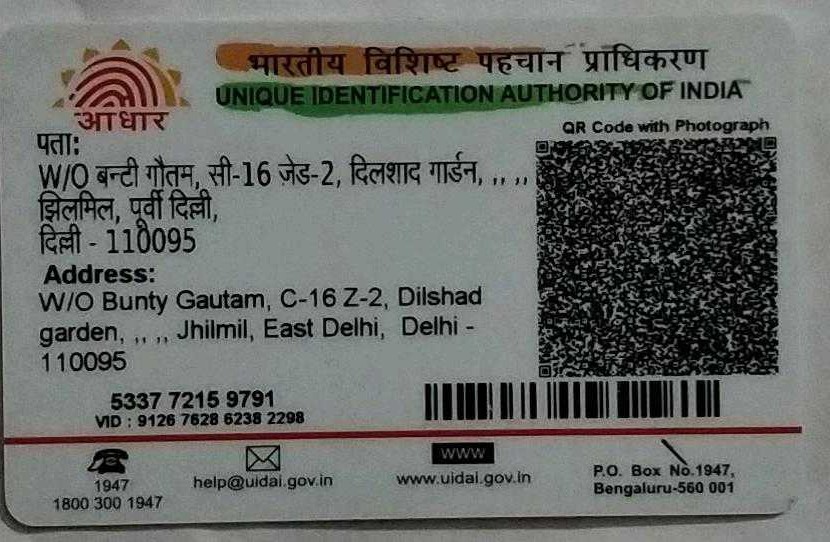 भारतीय विशिष्ट पहचान प्राधिकरण
UNIQUE IDENTIFICATION AUTHORITY OF INDIA
आधार
QR Code with Photograph
पता:
W/O बन्टी गौतम, सी-16 ज़ेड-2, दिलशाद गार्डन, ,, ,,
झिलमिल, पूर्वी दिल्ली,
दिल्ली - 110095
Address:
W/O Bunty Gautam, C-16 Z-2, Dilshad
garden, ,, ,, Jhilmil, East Delhi, Delhi -
110095
5337 7215 9791
VID : 9126 7628 6238 2298
1947
1800 300 1947
help@uidai.gov.in
www
www.uidai.gov.in
P.O. Box No.1947,
Bengaluru-560 001